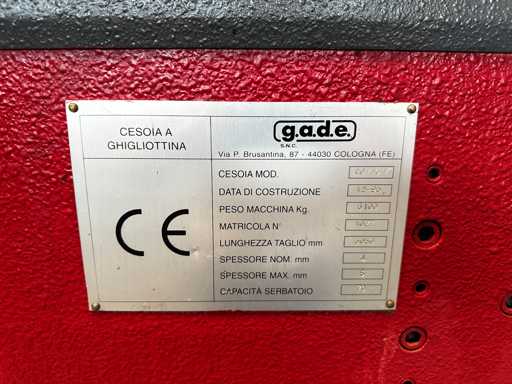 CESOIA A
GHIGLIOTTINA
g.a.d.e.
S.N.C.
Via P. Brusantina, 87 - 44030 COLOGNA (FE)
CESOIA MOD.
DATA DI COSTRUZIONE
PESO MACCHINA Kg.
MATRICOLA N°
LUNGHEZZA TAGLIO mm
SPESSORE NOM. mm 4
SPESSORE MAX. mm
CAPACITÀ SERBATOIO
CE